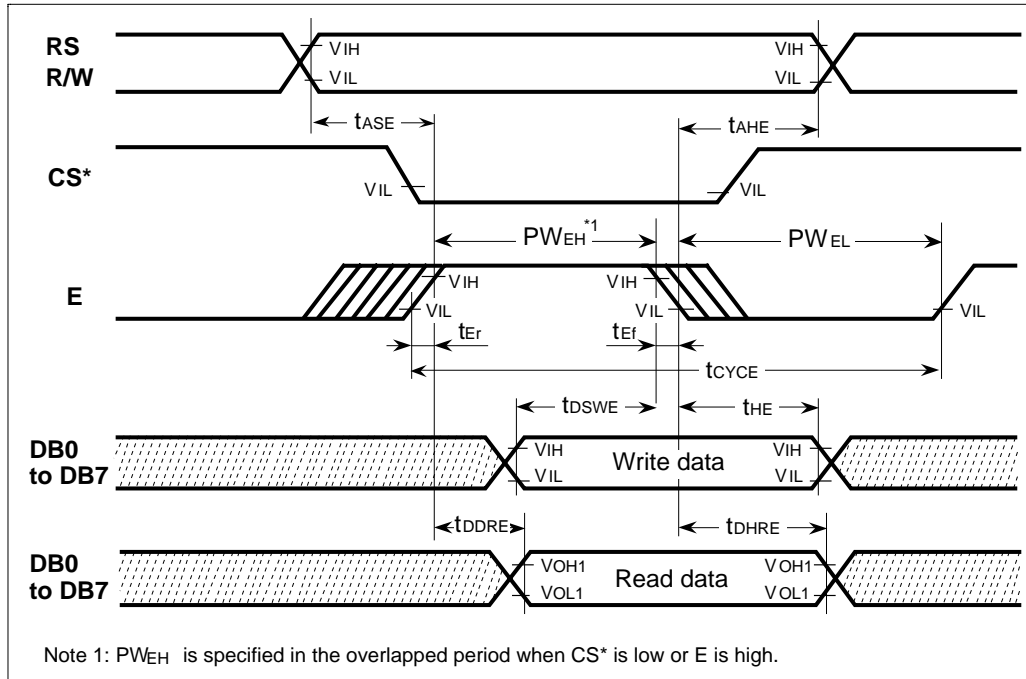 RS VIH VIH
R/W VIL VIL
tASE tAHE
CS* VIL VIL
PWEH*1 PWEL
E VIH VIH
VIL VIL VIL
tEr tEf
tCYCE
tDSWE tHE
DB0 VIH Write data VIH
to DB7 VIL VIL
tDDRE tDHRE
DB0 VOH1 Read data VOH1
to DB7 VOL1 VOL1
Note 1: PWEH is specified in the overlapped period when CS* is low or E is high.